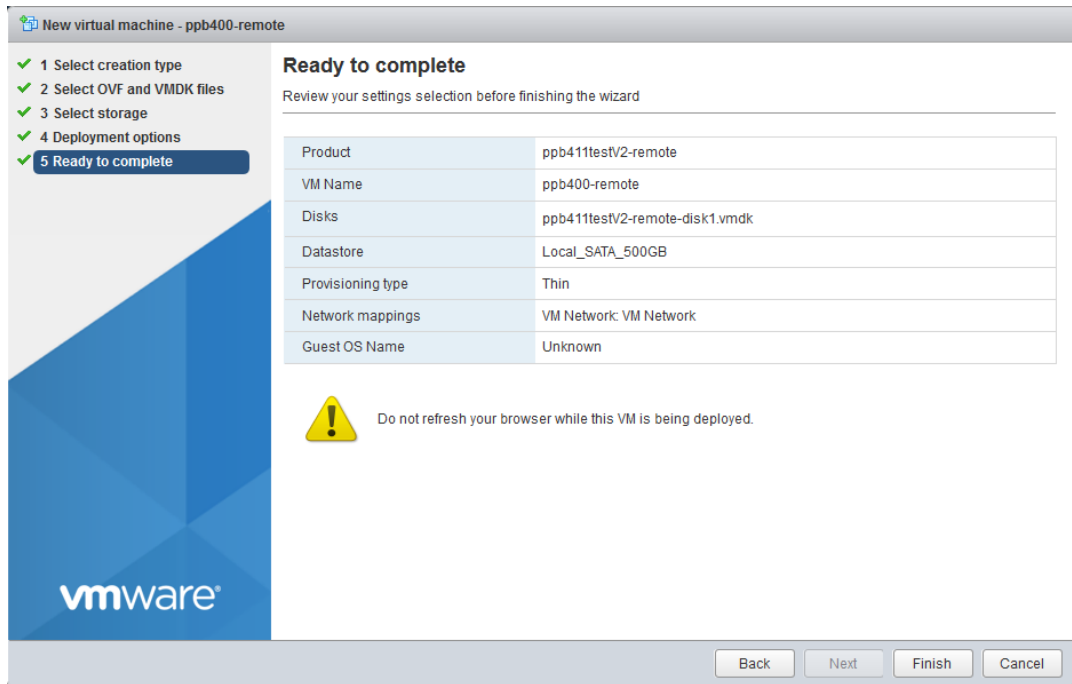 New virtual machine - ppb400-remote
1 Select creation type
2 Select OVF and VMDK files
3 Select storage
4 Deployment options
5 Ready to complete
Ready to complete
Review your settings selection before finishing the wizard
Product ppb411testV2-remote
VM Name ppb400-remote
Disks ppb411testV2-remote-disk1.vmdk
Datastore Local_SATA_500GB
Provisioning type Thin
Network mappings VM Network: VM Network
Guest OS Name Unknown
Do not refresh your browser while this VM is being deployed.
vmware®
Back Next Finish Cancel